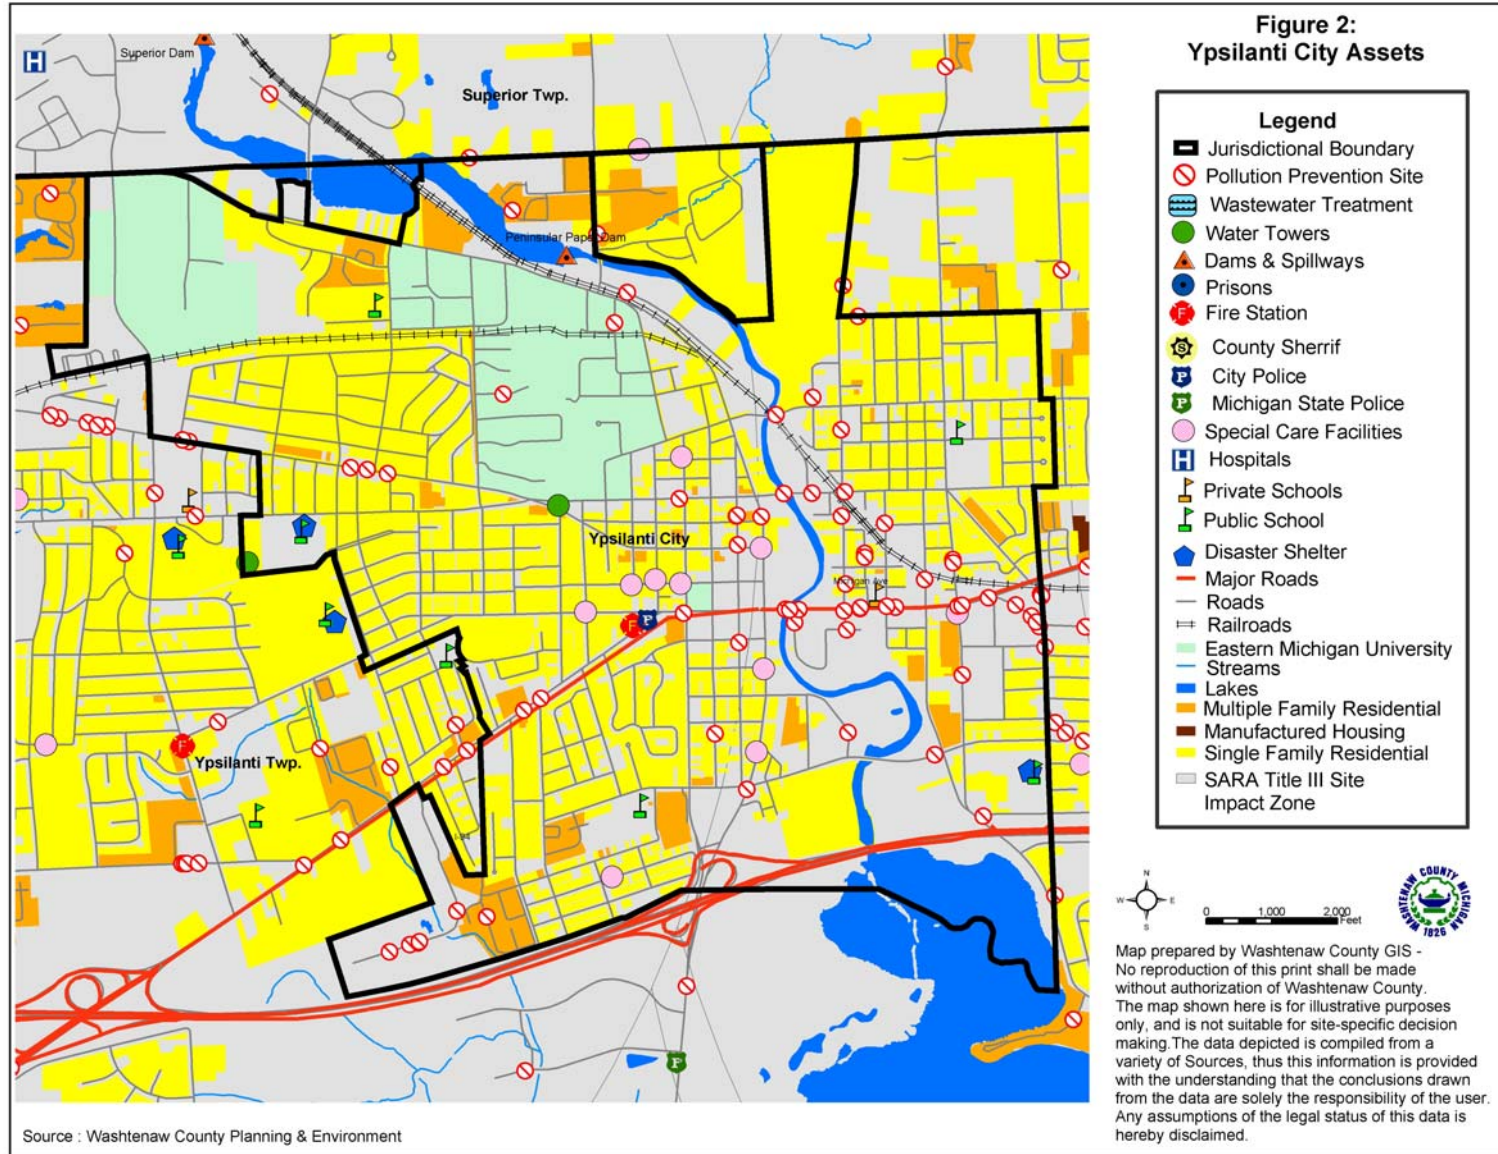 Figure 2:
Ypsilanti City Assets
Superior Dam
H
Superior Twp.
Peninsular Paper Dam
Ypsilanti City
Michigan Ave
F
P
F
Ypsilanti Twp.
I-94
P
Legend
Jurisdictional Boundary
Pollution Prevention Site
Wastewater Treatment
Water Towers
Dams & Spillways
Prisons
F Fire Station
S County Sherrif
P City Police
P Michigan State Police
Special Care Facilities
H Hospitals
Private Schools
Public School
Disaster Shelter
Major Roads
Roads
Railroads
Eastern Michigan University
Streams
Lakes
Multiple Family Residential
Manufactured Housing
Single Family Residential
SARA Title III Site
Impact Zone
N
W E
S
0 1,000 2,000
Feet
WASHTENAW COUNTY MICHIGAN
1826
Map prepared by Washtenaw County GIS -
No reproduction of this print shall be made
without authorization of Washtenaw County.
The map shown here is for illustrative purposes
only, and is not suitable for site-specific decision
making.The data depicted is compiled from a
variety of Sources, thus this information is provided
with the understanding that the conclusions drawn
from the data are solely the responsibility of the user.
Any assumptions of the legal status of this data is
hereby disclaimed.
Source : Washtenaw County Planning & Environment